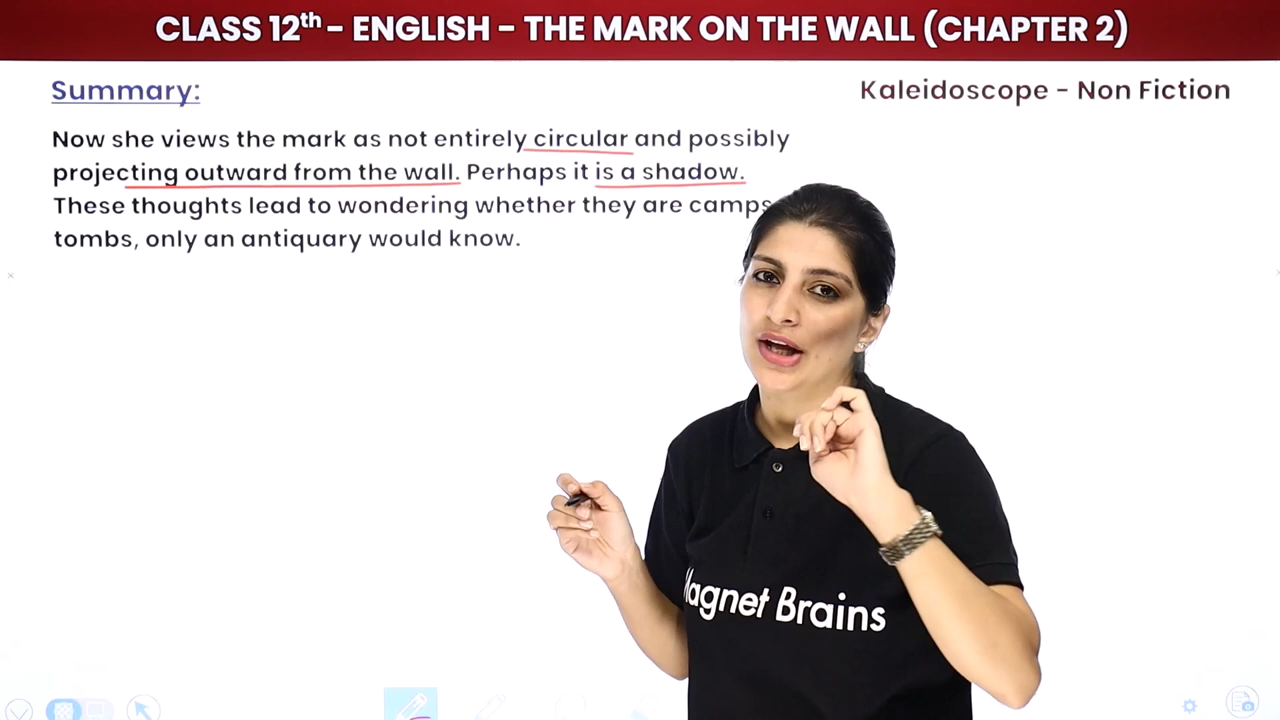 CLASS 12th - ENGLISH - THE MARK ON THE WALL (CHAPTER 2)
Summary:
Kaleidoscope - Non Fiction
Now she views the mark as not entirely circular and possibly
projecting outward from the wall. Perhaps it is a shadow.
These thoughts lead to wondering whether they are camps
tombs, only an antiquary would know.
agnet Brains